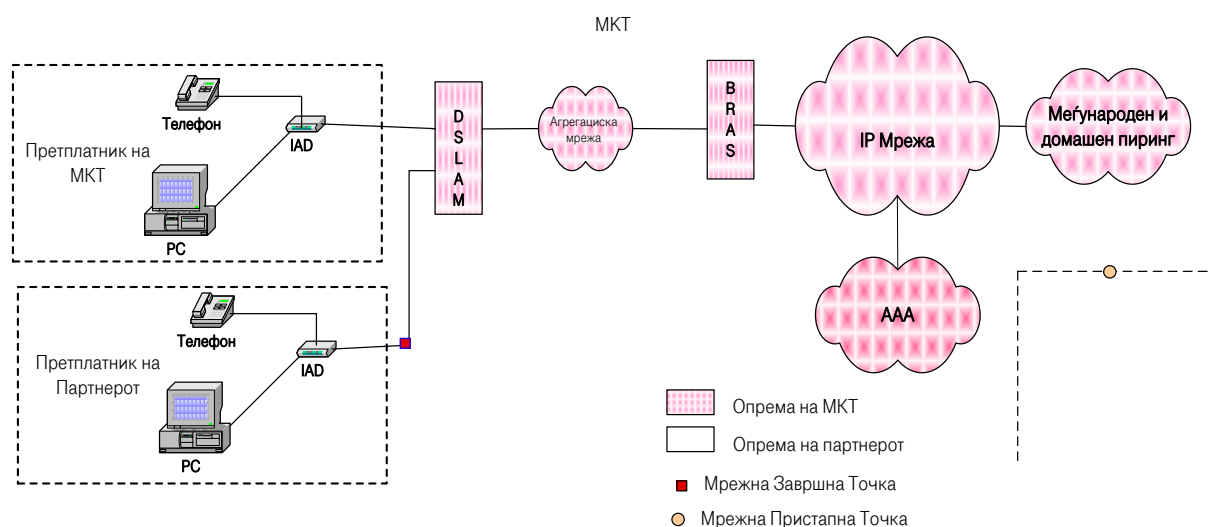 МКТ
Телефон
IAD
Претплатник на
МКТ
PC
D
S
L
A
M
Агрегациска
мрежа
B
R
A
S
IP Мрежа
Меѓународен и
домашен пиринг
ААА
Телефон
IAD
Претплатник на
Партнерот
PC
Опрема на МКТ
Опрема на партнерот
Мрежна Завршна Точка
Мрежна Пристапна Точка